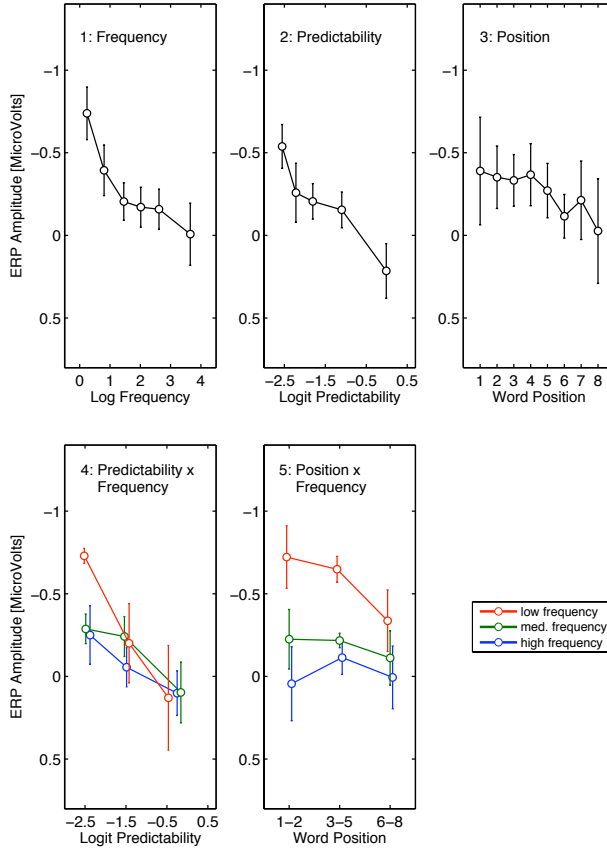 1: Frequency
2: Predictability
3: Position
ERP Amplitude [MicroVolts]
−1
−0.5
0
0.5
−1
−0.5
0
0.5
−1
−0.5
0
0.5
0 1 2 3 4
−2.5 −1.5 −0.5 0.5
1 2 3 4 5 6 7 8
Log Frequency
Logit Predictability
Word Position
4: Predictability x
Frequency
5: Position x
Frequency
ERP Amplitude [MicroVolts]
−1
−0.5
0
0.5
−1
−0.5
0
0.5
low frequency
med. frequency
high frequency
−2.5 −1.5 −0.5 0.5
1−2 3−5 6−8
Logit Predictability
Word Position